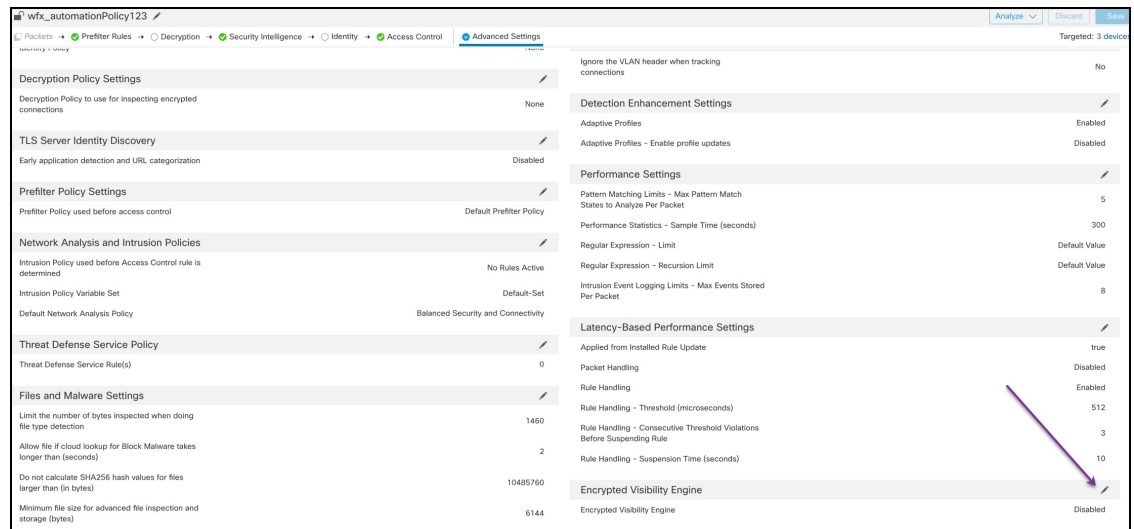 wfx_automationPolicy123
Analyze
Discard
Save
Packets → Prefilter Rules → Decryption → Security Intelligence → Identity → Access Control
Advanced Settings
Targeted: 3 devices
Identity Policy
None
Decryption Policy Settings
Decryption Policy to use for inspecting encrypted
connections
None
TLS Server Identity Discovery
Early application detection and URL categorization
Disabled
Prefilter Policy Settings
Prefilter Policy used before access control
Default Prefilter Policy
Network Analysis and Intrusion Policies
Intrusion Policy used before Access Control rule is
determined
No Rules Active
Intrusion Policy Variable Set
Default-Set
Default Network Analysis Policy
Balanced Security and Connectivity
Threat Defense Service Policy
Threat Defense Service Rule(s)
0
Files and Malware Settings
Limit the number of bytes inspected when doing
file type detection
1460
Allow file if cloud lookup for Block Malware takes
longer than (seconds)
2
Do not calculate SHA256 hash values for files
larger than (in bytes)
10485760
Minimum file size for advanced file inspection and
storage (bytes)
6144
Ignore the VLAN header when tracking
connections
No
Detection Enhancement Settings
Adaptive Profiles
Enabled
Adaptive Profiles - Enable profile updates
Disabled
Performance Settings
Pattern Matching Limits - Max Pattern Match
States to Analyze Per Packet
5
Performance Statistics - Sample Time (seconds)
300
Regular Expression - Limit
Default Value
Regular Expression - Recursion Limit
Default Value
Intrusion Event Logging Limits - Max Events Stored
Per Packet
8
Latency-Based Performance Settings
Applied from Installed Rule Update
true
Packet Handling
Disabled
Rule Handling
Enabled
Rule Handling - Threshold (microseconds)
512
Rule Handling - Consecutive Threshold Violations
Before Suspending Rule
3
Rule Handling - Suspension Time (seconds)
10
Encrypted Visibility Engine
Encrypted Visibility Engine
Disabled